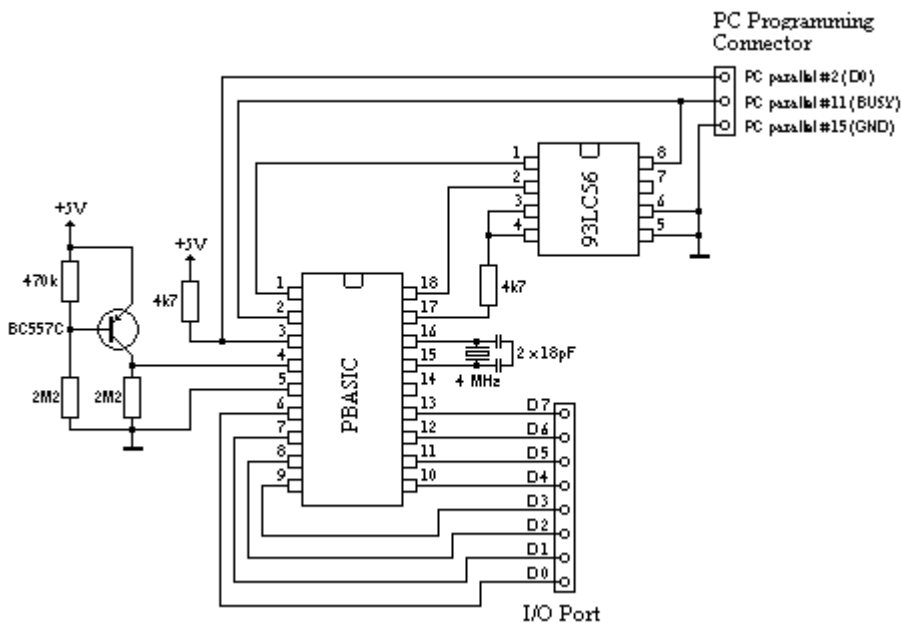 PC Programming
Connector
PC parallel #2 (D0)
PC parallel #11 (BUSY)
PC parallel #15 (GND)
93LC56
1
2
3
4
8
7
6
5
+5V
470k
BC557C
2M2
2M2
+5V
4k7
PBASIC
1
2
3
4
5
6
7
8
9
18
17
16
15
14
13
12
11
10
4k7
2 x 18pF
4 MHz
D7
D6
D5
D4
D3
D2
D1
D0
I/O Port